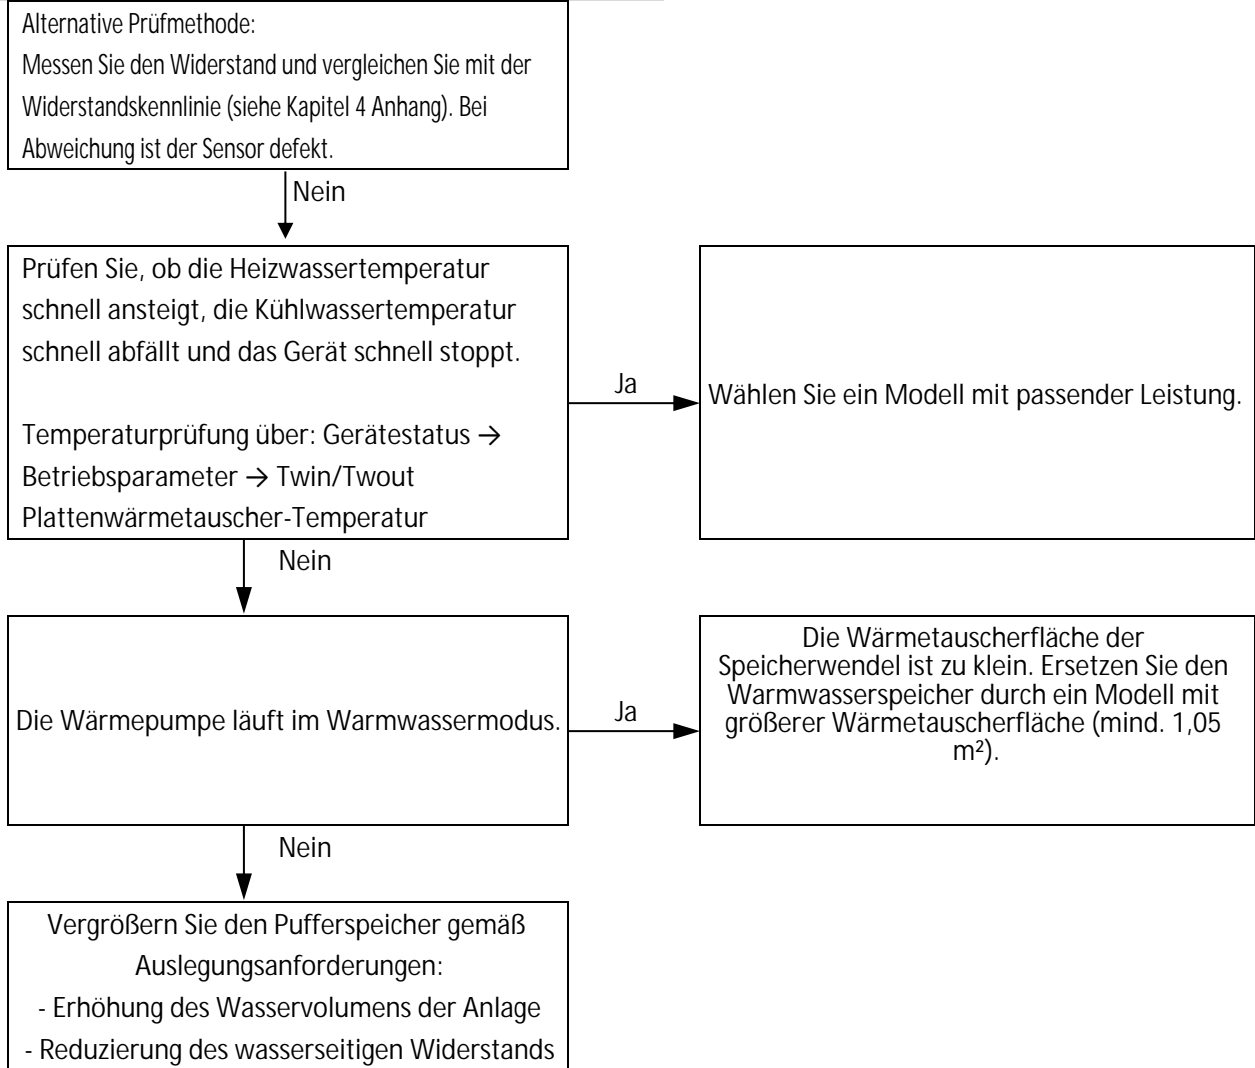 Alternative Prüfmethode:
Messen Sie den Widerstand und vergleichen Sie mit der
Widerstandskennlinie (siehe Kapitel 4 Anhang). Bei
Abweichung ist der Sensor defekt.
Nein
Prüfen Sie, ob die Heizwassertemperatur
schnell ansteigt, die Kühlwassertemperatur
schnell abfällt und das Gerät schnell stoppt.
Temperaturprüfung über: Gerätestatus →
Betriebsparameter → Twin/Twout
Plattenwärmetauscher-Temperatur
Ja
Wählen Sie ein Modell mit passender Leistung.
Nein
Die Wärmepumpe läuft im Warmwassermodus.
Ja
Die Wärmetauscherfläche der
Speicherwendel ist zu klein. Ersetzen Sie den
Warmwasserspeicher durch ein Modell mit
größerer Wärmetauscherfläche (mind. 1,05
m²).
Nein
Vergrößern Sie den Pufferspeicher gemäß
Auslegungsanforderungen:
- Erhöhung des Wasservolumens der Anlage
- Reduzierung des wasserseitigen Widerstands